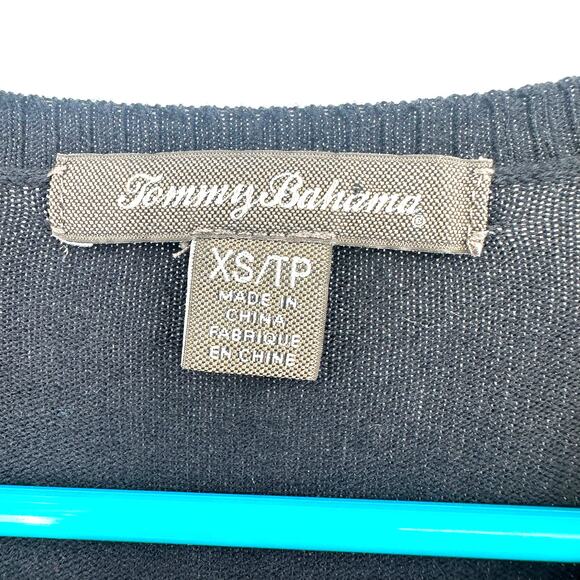 Tommy Bahama®
XS/TP
MADE IN
CHINA
FABRIQUE
EN CHINE